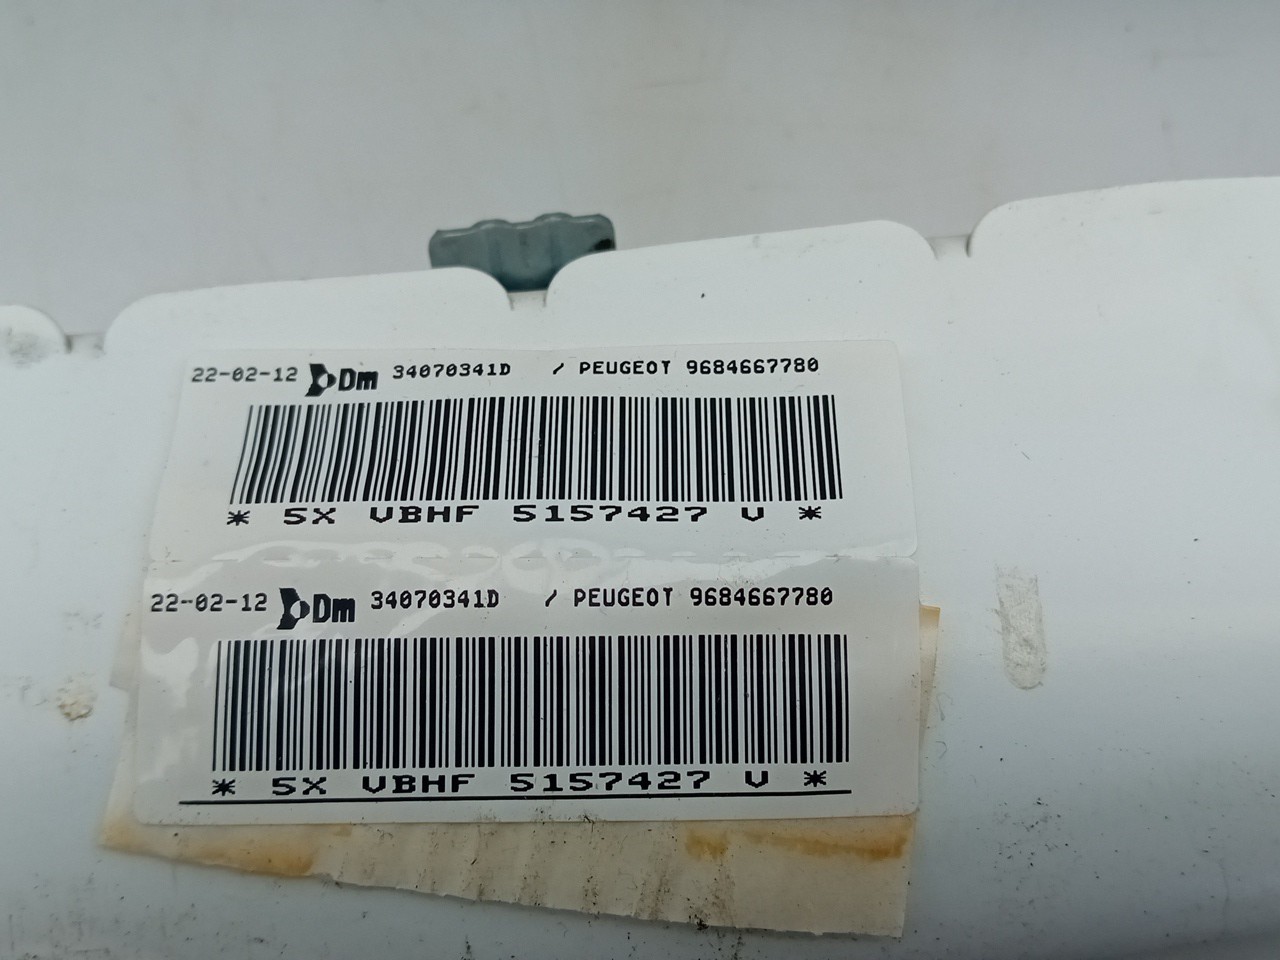 22-02-12 Dm 34070341D / PEUGEOT 9684667780
* 5X VBHF 5157427 V *
22-02-12 Dm 34070341D / PEUGEOT 9684667780
* 5X VBHF 5157427 V *